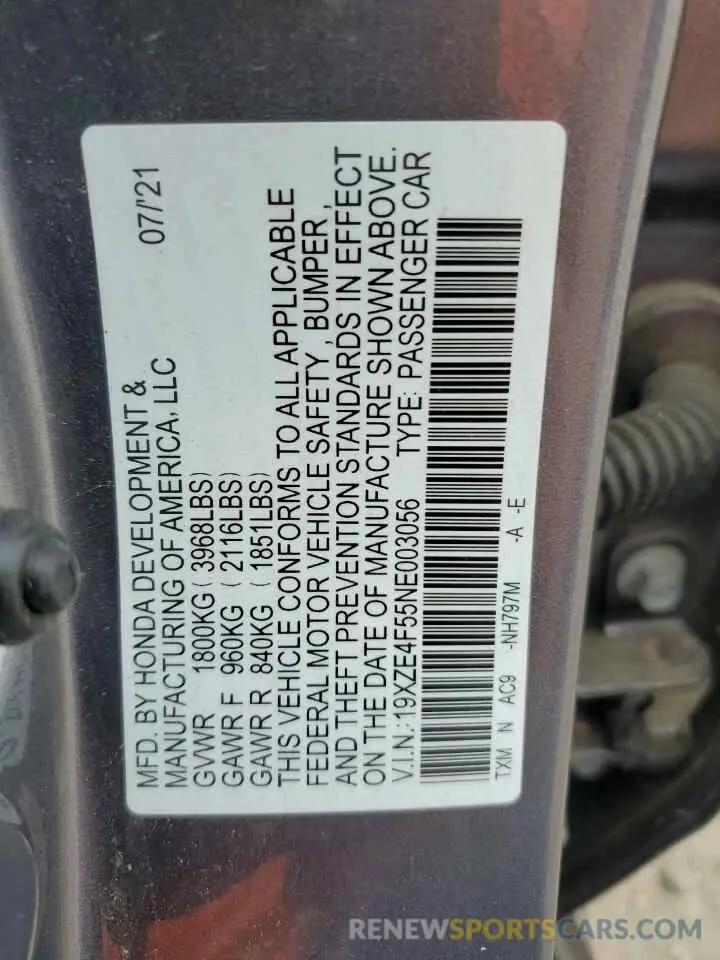 MFD. BY HONDA DEVELOPMENT & 07/'21
MANUFACTURING OF AMERICA, LLC
GVWR 1800KG ( 3968LBS)
GAWR F 960KG ( 2116LBS)
GAWR R 840KG ( 1851LBS)
THIS VEHICLE CONFORMS TO ALL APPLICABLE
FEDERAL MOTOR VEHICLE SAFETY , BUMPER ,
AND THEFT PREVENTION STANDARDS IN EFFECT
ON THE DATE OF MANUFACTURE SHOWN ABOVE.
V.I.N.: 19XZE4F55NE003056 TYPE: PASSENGER CAR
TXM N AC9 -NH797M -A -E
RENEWSPORTSCARS.COM